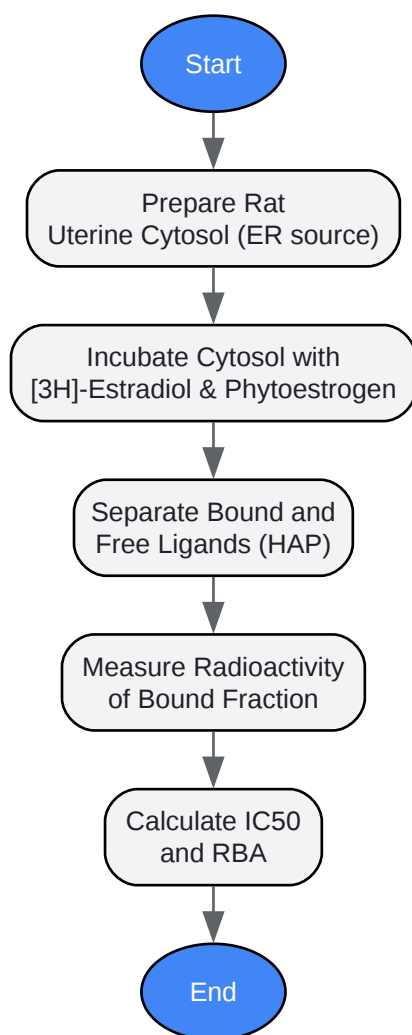 Start
Prepare Rat
Uterine Cytosol (ER source)
Incubate Cytosol with
[3H]-Estradiol & Phytoestrogen
Separate Bound and
Free Ligands (HAP)
Measure Radioactivity
of Bound Fraction
Calculate IC50
and RBA
End